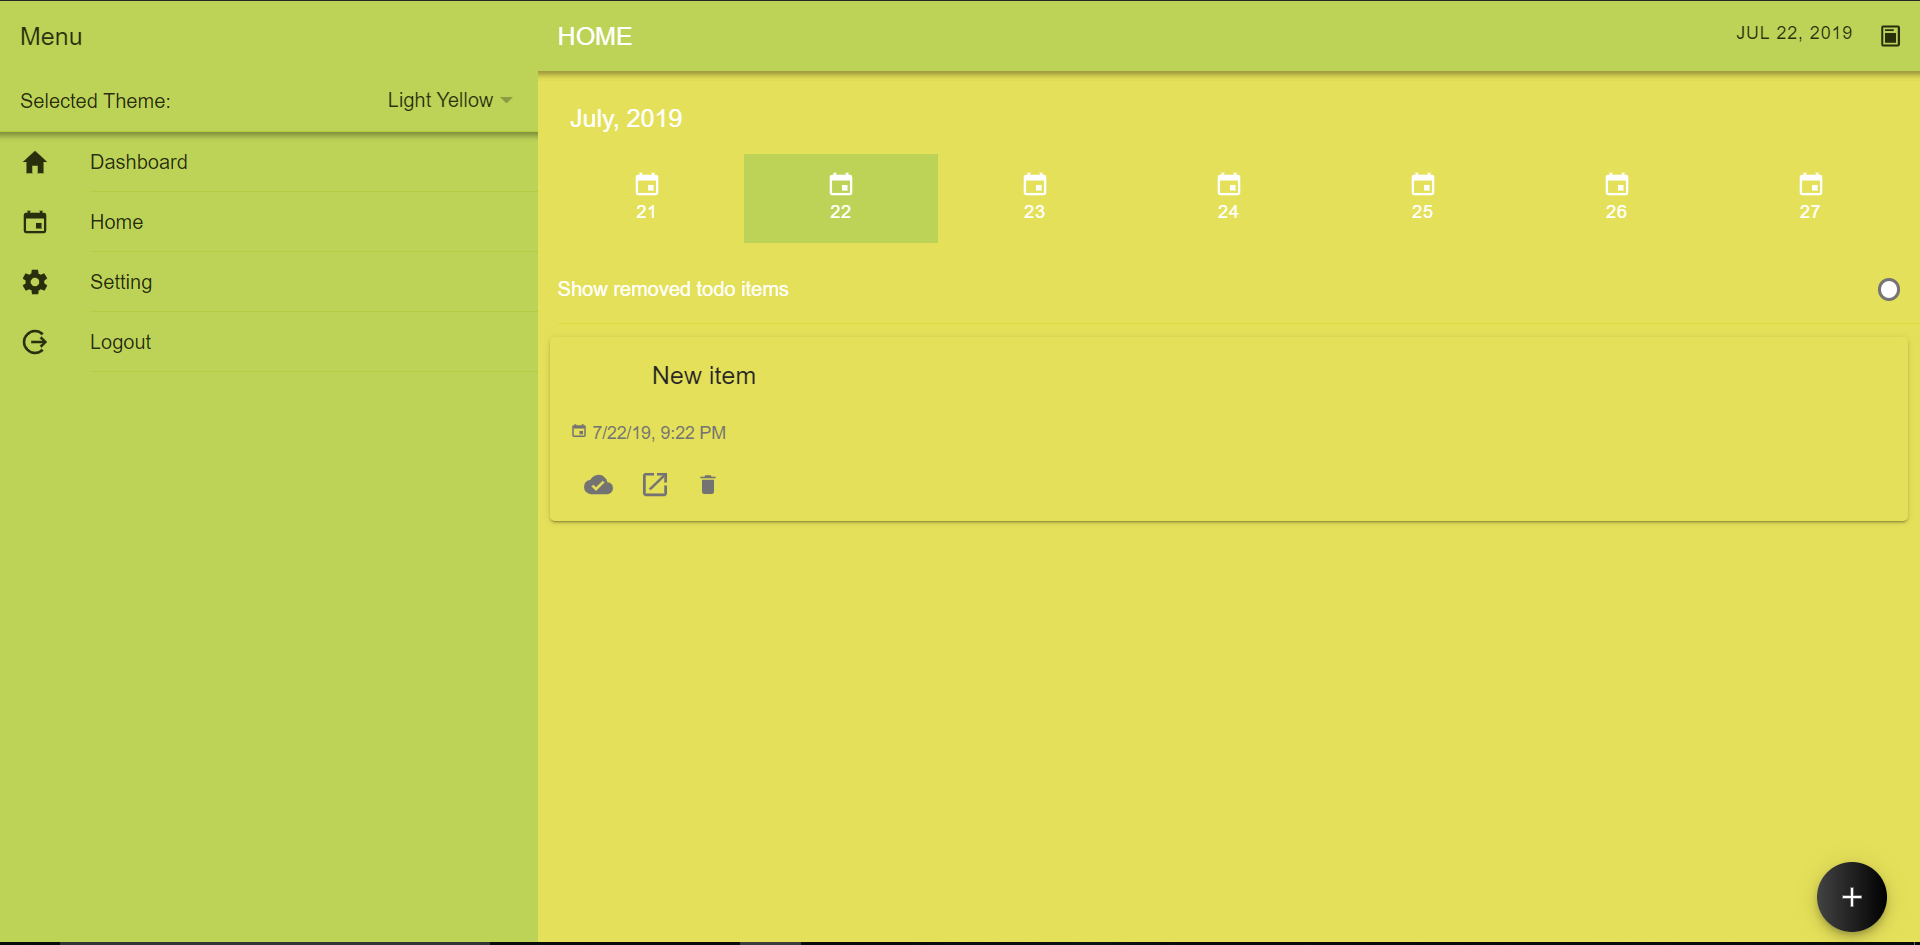 Menu
Selected Theme:
Light Yellow
Dashboard
Home
Setting
Logout
HOME
JUL 22, 2019
July, 2019
21
22
23
24
25
26
27
Show removed todo items
New item
7/22/19, 9:22 PM